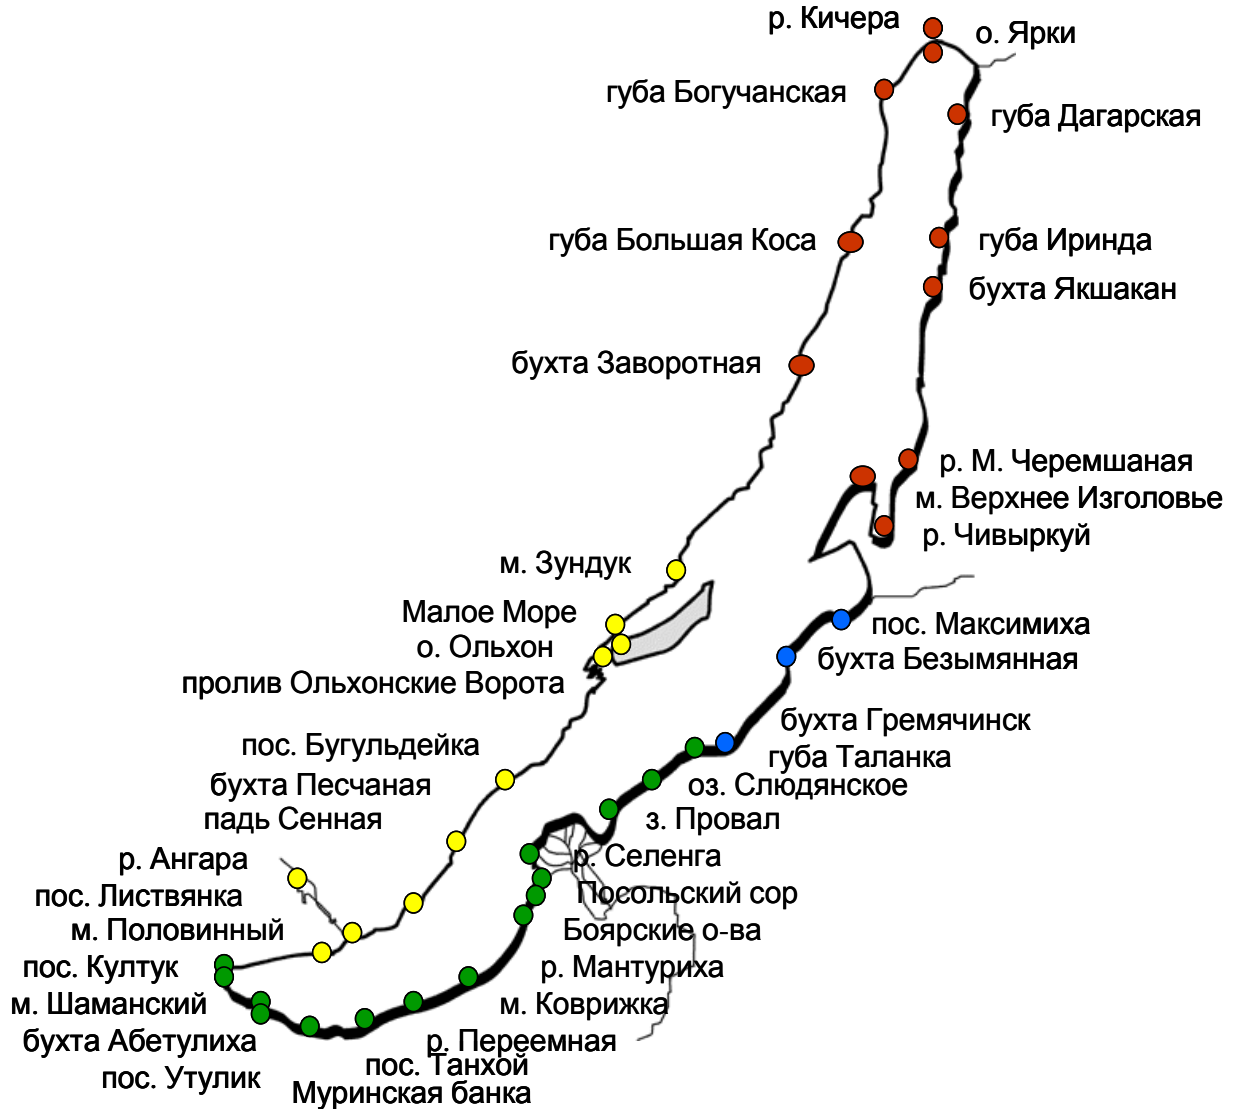 р. Кичера
о. Ярки
губа Богучанская
губа Дагарская
губа Большая Коса
губа Иринда
бухта Якшакан
бухта Заворотная
р. М. Черемшаная
м. Верхнее Изголовье
р. Чивыркуй
м. Зундук
Малое Море
пос. Максимиха
о. Ольхон
бухта Безымянная
пролив Ольхонские Ворота
бухта Гремячинск
пос. Бугульдейка
губа Таланка
бухта Песчаная
оз. Слюдянское
падь Сенная
з. Провал
р. Ангара
р. Селенга
пос. Листвянка
Посольский сор
м. Половинный
Боярские о-ва
пос. Култук
р. Мантуриха
м. Шаманский
м. Коврижка
бухта Абетулиха
р. Переемная
пос. Танхой
пос. Утулик
Муринская банка